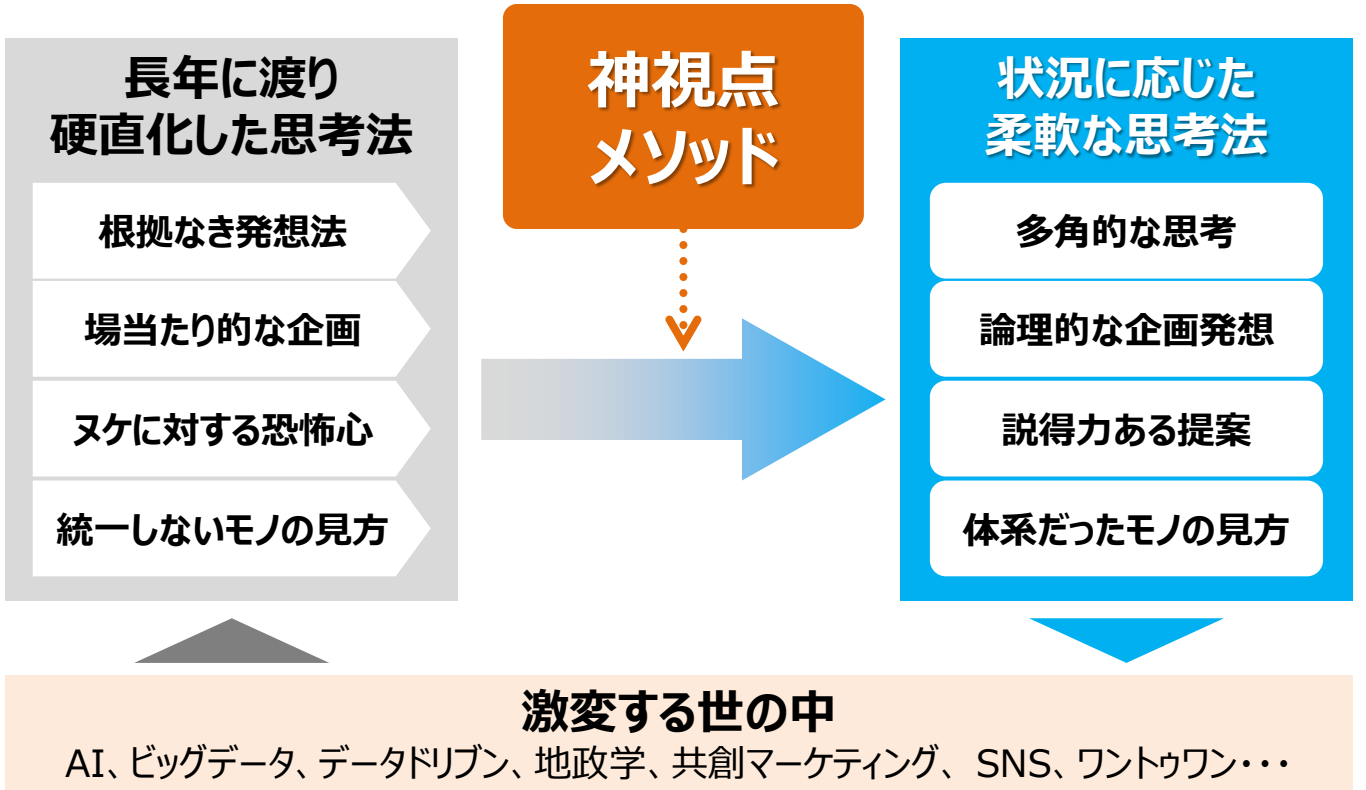 長年に渡り
硬直化した思考法
根拠なき発想法
場当たり的な企画
ヌケに対する恐怖心
統一しないモノの見方
神視点
メソッド
状況に応じた
柔軟な思考法
多角的な思考
論理的な企画発想
説得力ある提案
体系だったモノの見方
激変する世の中
AI、ビッグデータ、データドリブン、地政学、共創マーケティング、 SNS、ワントゥワン・・・